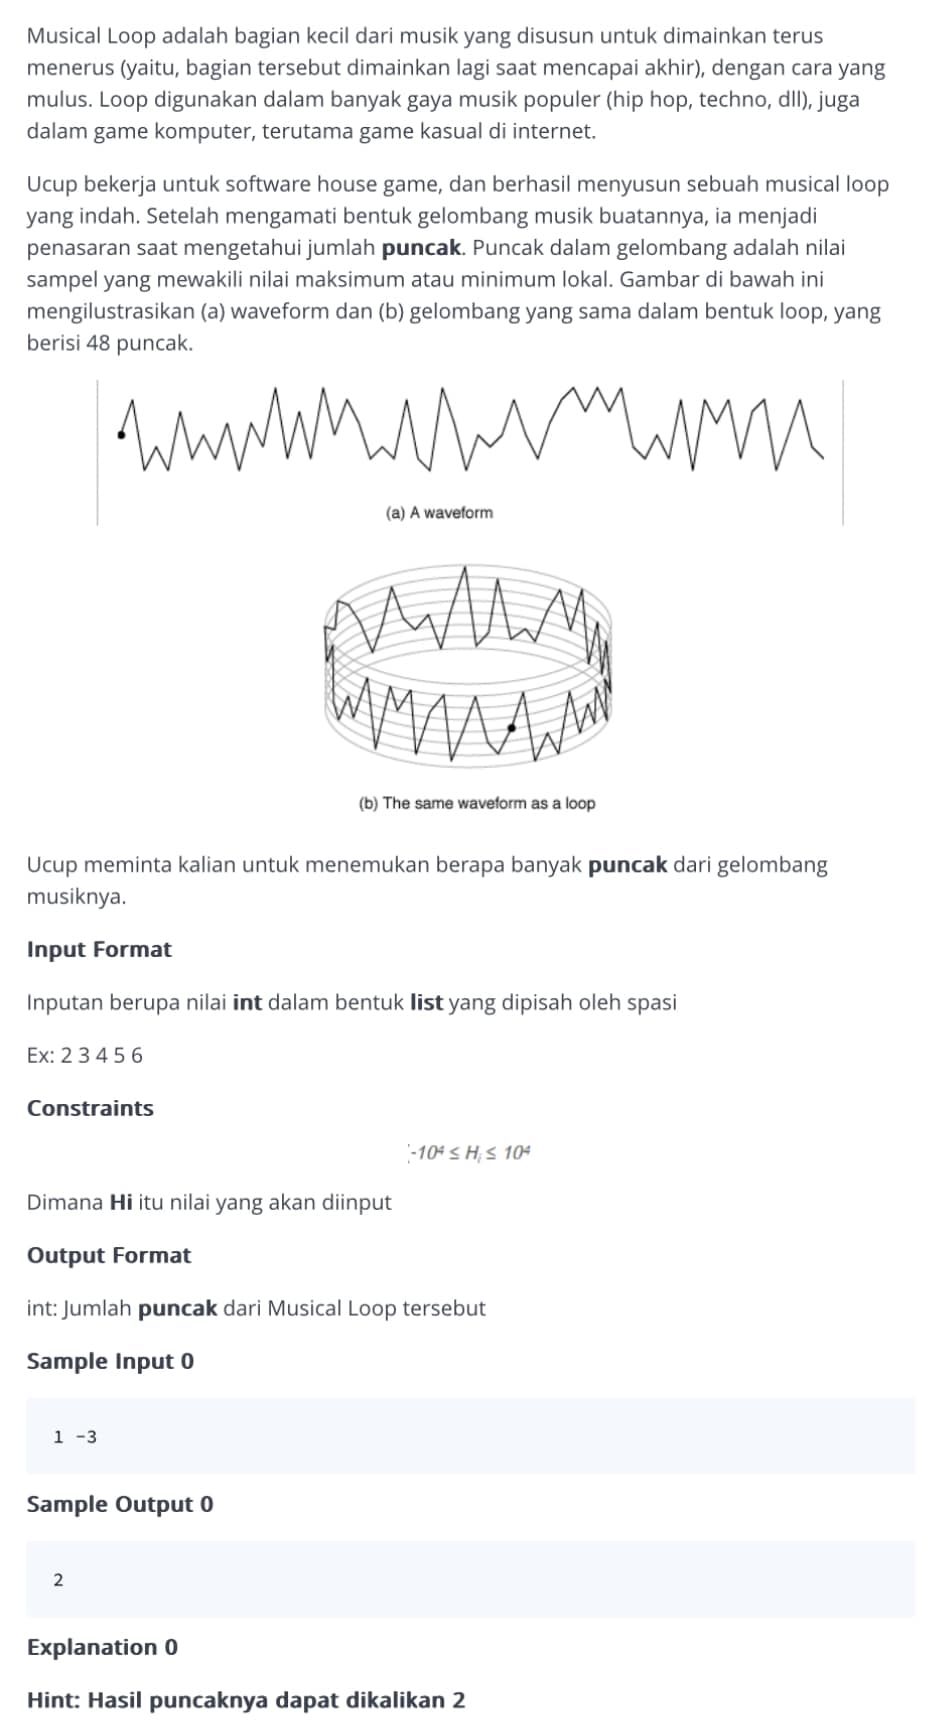 Musical Loop adalah bagian kecil dari musik yang disusun untuk dimainkan terus
menerus (yaitu, bagian tersebut dimainkan lagi saat mencapai akhir), dengan cara yang
mulus. Loop digunakan dalam banyak gaya musik populer (hip hop, techno, dll), juga
dalam game komputer, terutama game kasual di internet.
Ucup bekerja untuk software house game, dan berhasil menyusun sebuah musical loop
yang indah. Setelah mengamati bentuk gelombang musik buatannya, ia menjadi
penasaran saat mengetahui jumlah puncak. Puncak dalam gelombang adalah nilai
sampel yang mewakili nilai maksimum atau minimum lokal. Gambar di bawah ini
mengilustrasikan (a) waveform dan (b) gelombang yang sama dalam bentuk loop, yang
berisi 48 puncak.
(a) A waveform
(b) The same waveform as a loop
Ucup meminta kalian untuk menemukan berapa banyak puncak dari gelombang
musiknya.
Input Format
Inputan berupa nilai int dalam bentuk list yang dipisah oleh spasi
Ex: 2 3 4 5 6
Constraints
-10⁴ ≤ Hᵢ ≤ 10⁴
Dimana Hi itu nilai yang akan diinput
Output Format
int: Jumlah puncak dari Musical Loop tersebut
Sample Input 0
1 -3
Sample Output 0
2
Explanation 0
Hint: Hasil puncaknya dapat dikalikan 2